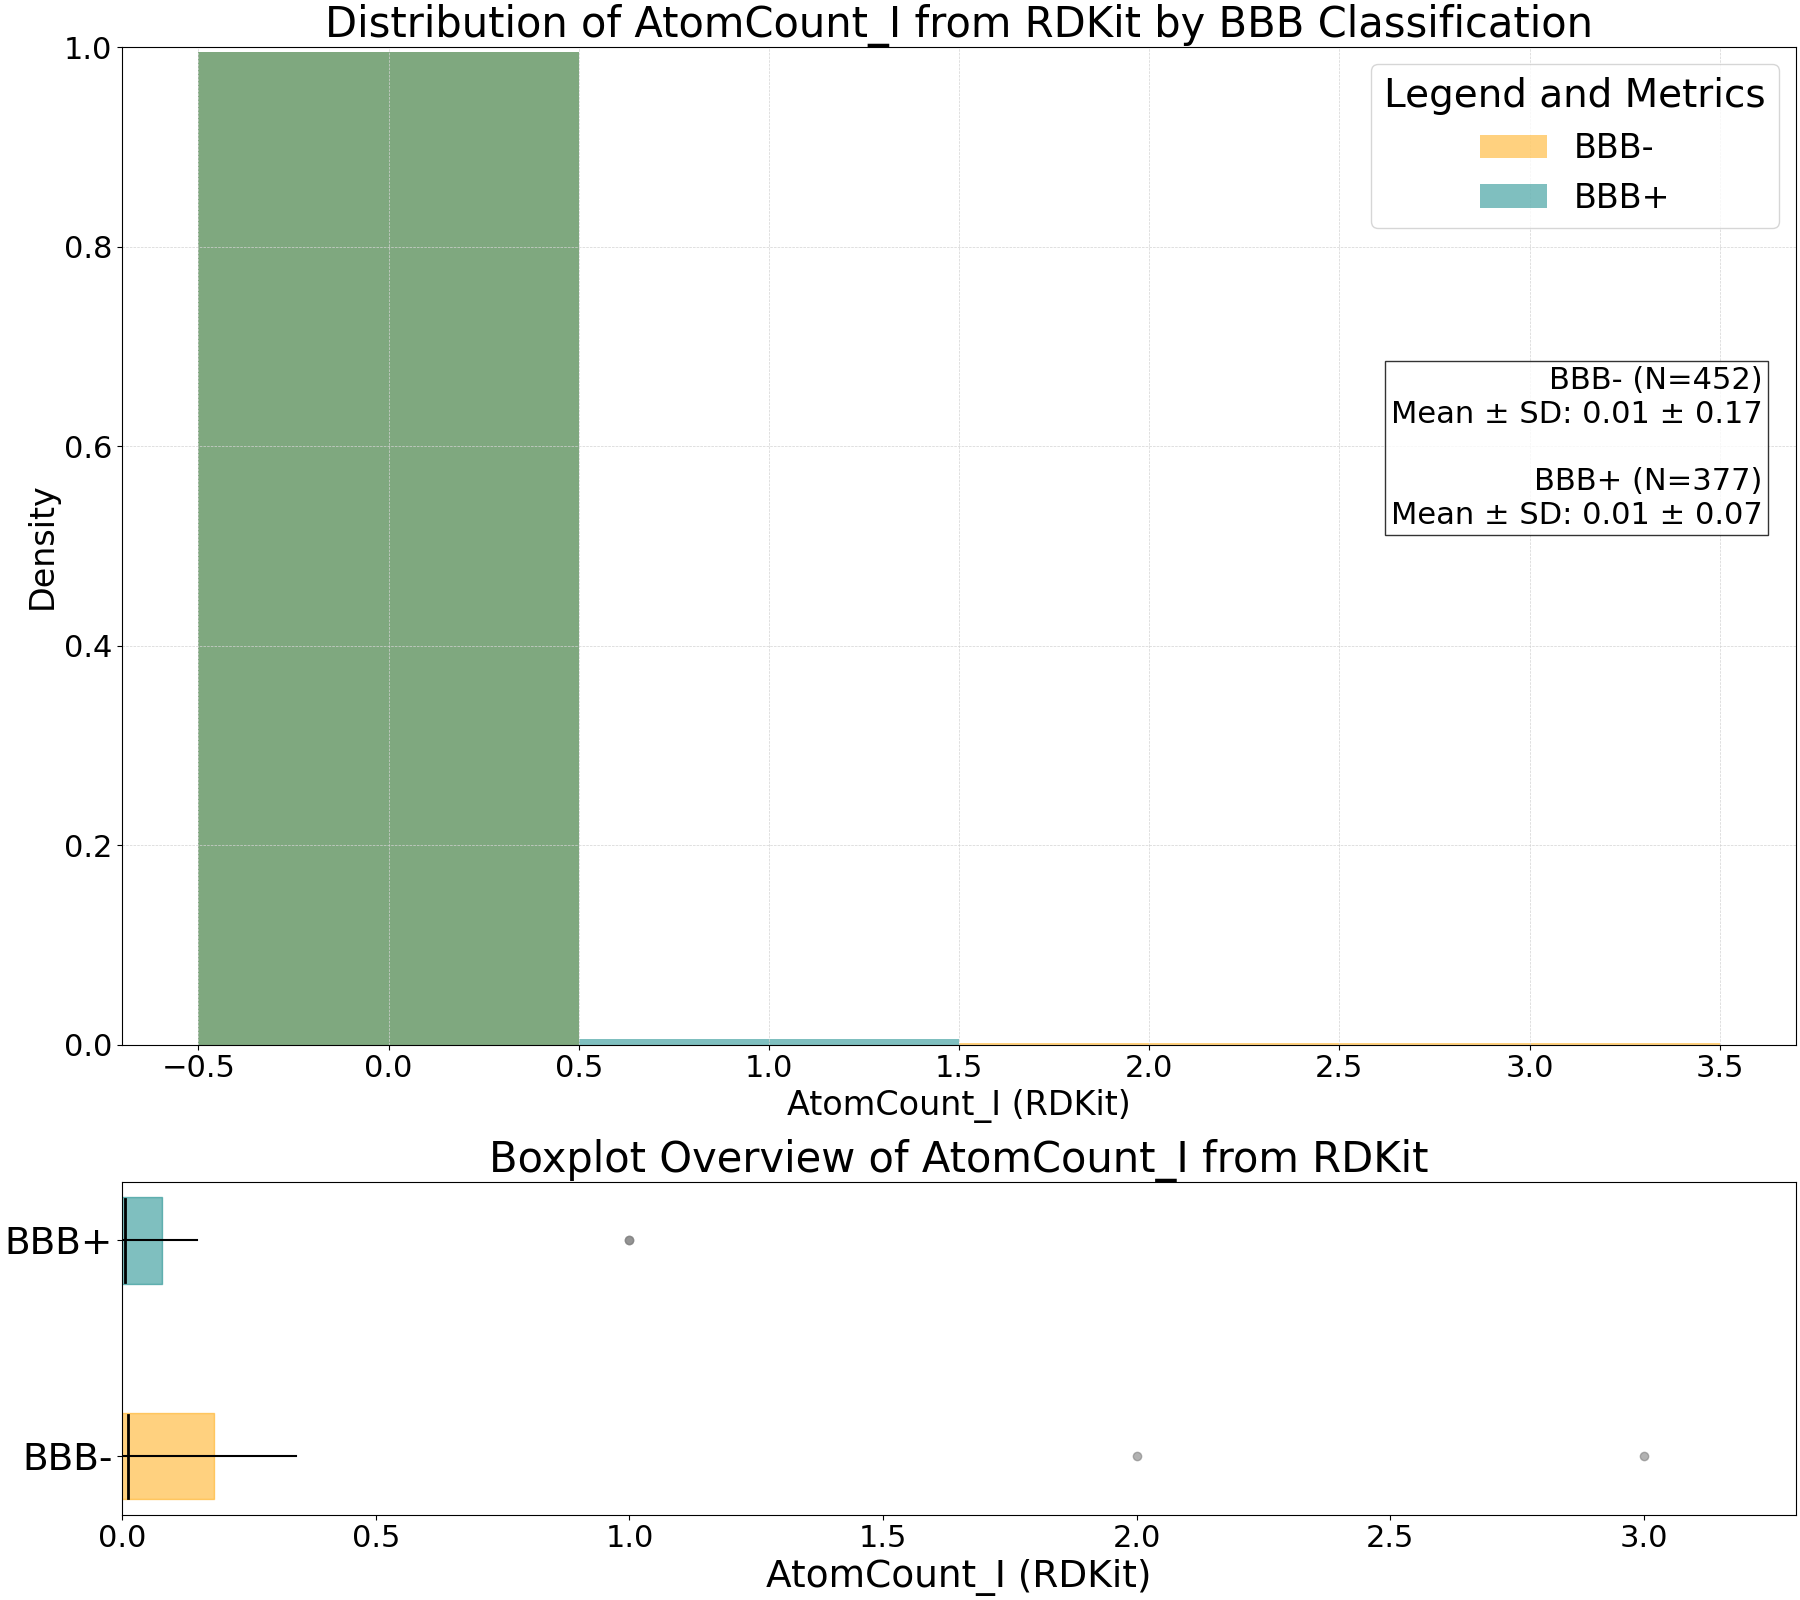 Distribution of AtomCount_I from RDKit by BBB Classification
1.0
0.8
0.6
0.4
0.2
0.0
Density
Legend and Metrics
BBB-
BBB+
BBB- (N=452)
Mean ± SD: 0.01 ± 0.17
BBB+ (N=377)
Mean ± SD: 0.01 ± 0.07
−0.5 0.0 0.5 1.0 1.5 2.0 2.5 3.0 3.5
AtomCount_I (RDKit)
Boxplot Overview of AtomCount_I from RDKit
BBB+
BBB-
0.0 0.5 1.0 1.5 2.0 2.5 3.0
AtomCount_I (RDKit)